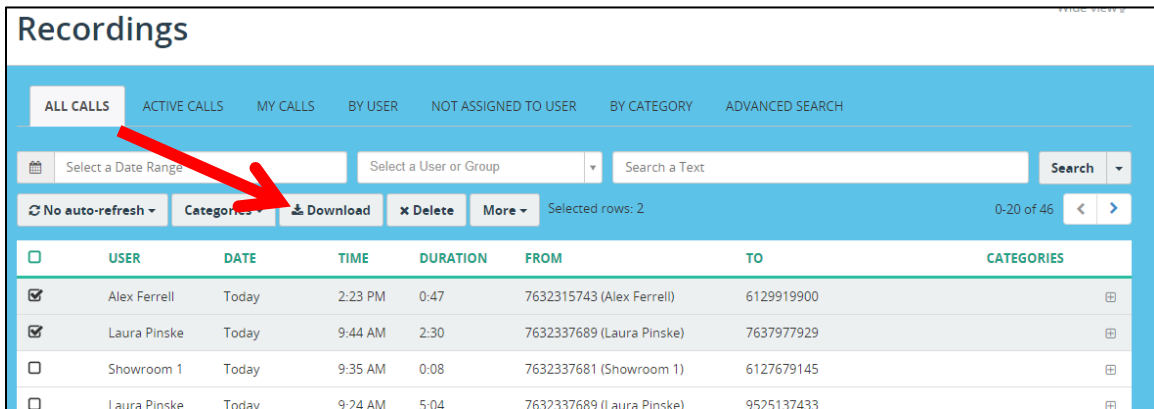 Wide view
Recordings
ALL CALLS ACTIVE CALLS MY CALLS BY USER NOT ASSIGNED TO USER BY CATEGORY ADVANCED SEARCH
Select a Date Range Select a User or Group Search a Text Search
No auto-refresh Categories Download Delete More Selected rows: 2 0-20 of 46
USER DATE TIME DURATION FROM TO CATEGORIES
Alex Ferrell Today 2:23 PM 0:47 7632315743 (Alex Ferrell) 6129919900
Laura Pinske Today 9:44 AM 2:30 7632337689 (Laura Pinske) 7637977929
Showroom 1 Today 9:35 AM 0:08 7632337681 (Showroom 1) 6127679145
Laura Pinske Today 9:24 AM 5:04 7632337689 (Laura Pinske) 9525137433